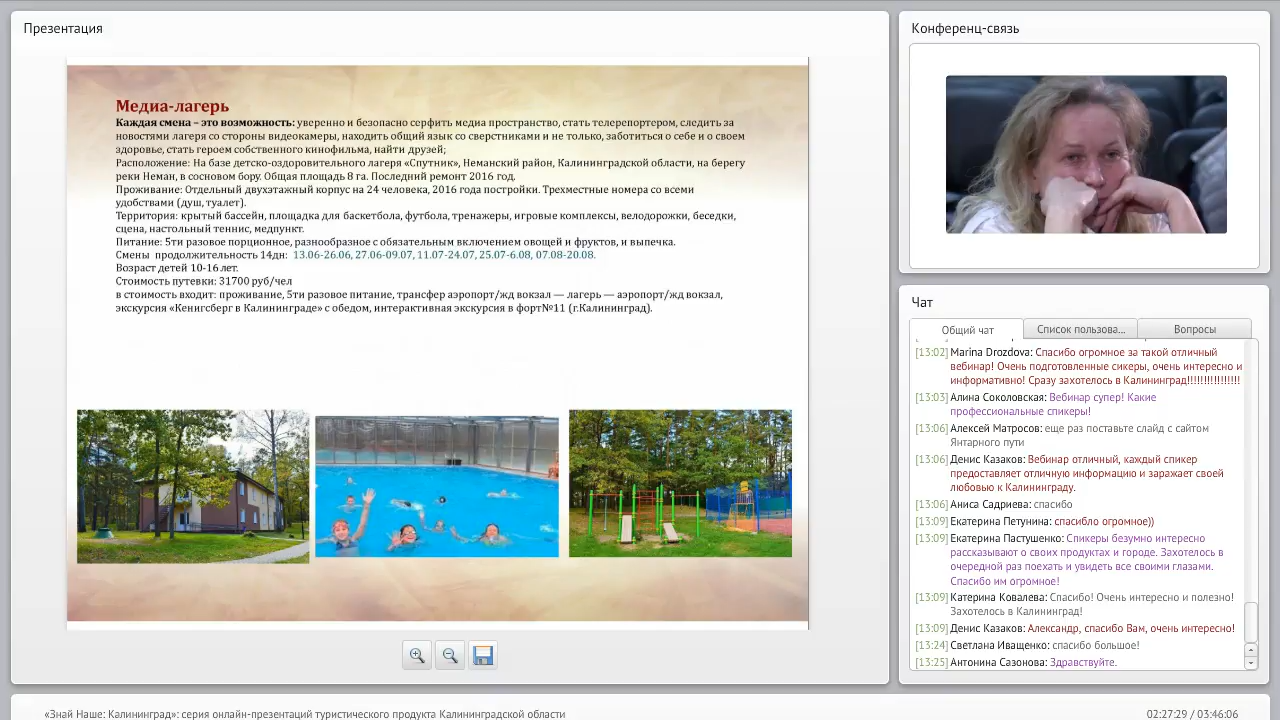 Презентация
Медиа-лагерь
Каждая смена – это возможность: уверенно и безопасно серфить медиа пространство, стать телерепортером, следить за
новостями лагеря со стороны видеокамеры, находить общий язык со сверстниками и не только, заботиться о себе и о своем
здоровье, стать героем собственного кинофильма, найти друзей;
Расположение: На базе детско-оздоровительного лагеря «Спутник», Неманский район, Калининградской области, на берегу
реки Неман, в сосновом бору. Общая площадь 8 га. Последний ремонт 2016 год.
Проживание: Отдельный двухэтажный корпус на 24 человека, 2016 года постройки. Трехместные номера со всеми
удобствами (душ, туалет).
Территория: крытый бассейн, площадка для баскетбола, футбола, тренажеры, игровые комплексы, велодорожки, беседки,
сцена, настольный теннис, медпункт.
Питание: 5ти разовое порционное, разнообразное с обязательным включением овощей и фруктов, и выпечка.
Смены продолжительность 14дн: 13.06-26.06, 27.06-09.07, 11.07-24.07, 25.07-6.08, 07.08-20.08.
Возраст детей 10-16 лет.
Стоимость путевки: 31700 руб/чел
в стоимость входит: проживание, 5ти разовое питание, трансфер аэропорт/жд вокзал — лагерь — аэропорт/жд вокзал,
экскурсия «Кенигсберг в Калининграде» с обедом, интерактивная экскурсия в форт№11 (г.Калининград).
Конференц-связь
Чат
Общий чат
Список пользова...
Вопросы
[13:02] Marina Drozdova: Спасибо огромное за такой отличный
вебинар! Очень подготовленные сикеры, очень интересно и
информативно! Сразу захотелось в Калининград!!!!!!!!!!!!!!!!
[13:03] Алина Соколовская: Вебинар супер! Какие
профессиональные спикеры!
[13:06] Алексей Матросов: еще раз поставьте слайд с сайтом
Янтарного пути
[13:06] Денис Казаков: Вебинар отличный, каждый спикер
предоставляет отличную информацию и заражает своей
любовью к Калининграду.
[13:06] Аниса Садриева: спасибо
[13:09] Екатерина Петунина: спасибло огромное))
[13:09] Екатерина Пастушенко: Спикеры безумно интересно
рассказывают о своих продуктах и городе. Захотелось в
очередной раз поехать и увидеть все своими глазами.
Спасибо им огромное!
[13:09] Катерина Ковалева: Спасибо! Очень интересно и полезно!
Захотелось в Калининград!
[13:09] Денис Казаков: Александр, спасибо Вам, очень интересно!
[13:24] Светлана Иващенко: спасибо большое!
[13:25] Антонина Сазонова: Здравствуйте.
«Знай Наше: Калининград»: серия онлайн-презентаций туристического продукта Калининградской области
02:27:29 / 03:46:06